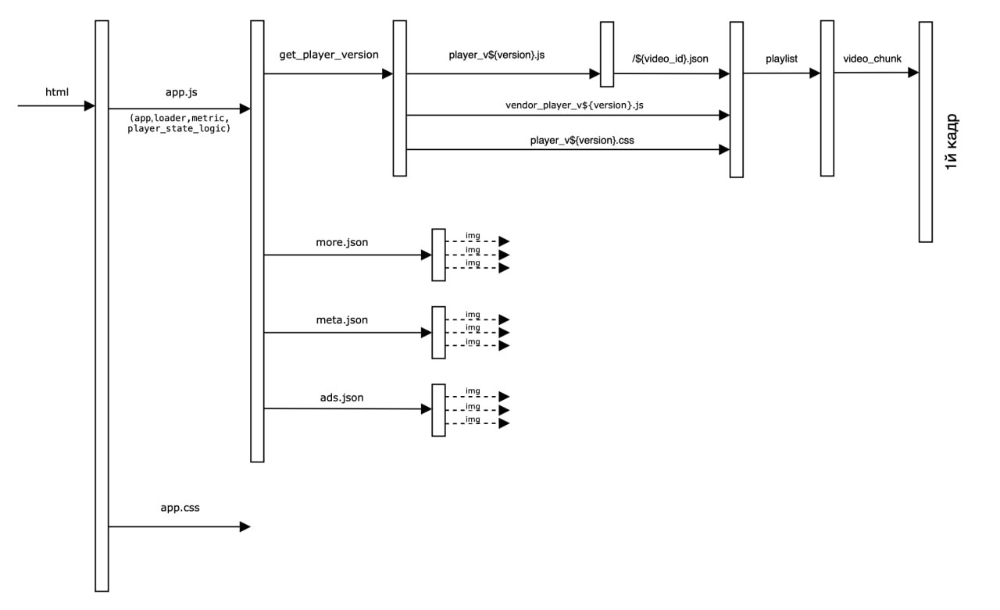 html
app.js
(app,loader,metric,
player_state_logic)
get_player_version
player_v${version}.js
/${video_id}.json
playlist
video_chunk
vendor_player_v${version}.js
player_v${version}.css
1й кадр
more.json
img
img
img
meta.json
img
img
img
ads.json
img
img
img
app.css